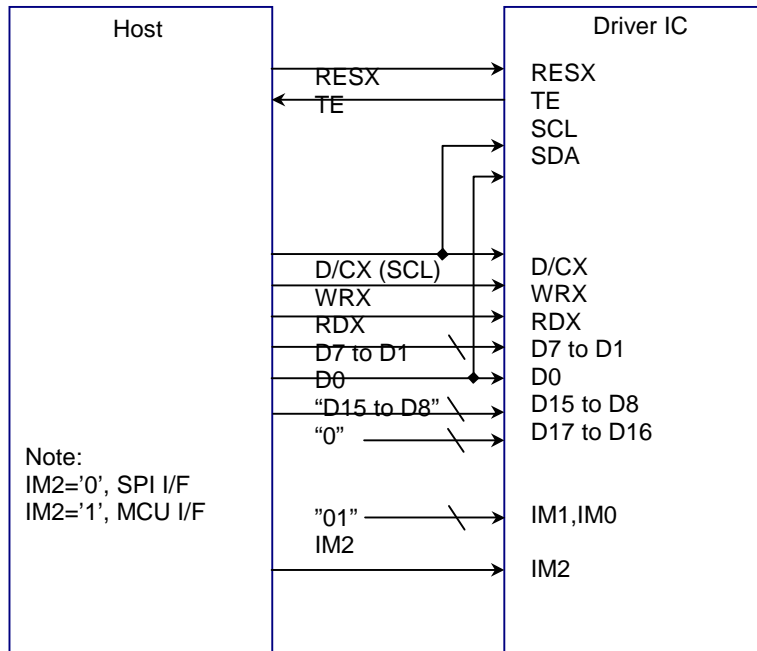 Host
Driver IC
RESX
TE
RESX
TE
SCL
SDA
D/CX (SCL)
WRX
RDX
D7 to D1
D0
“D15 to D8”
“0”
D/CX
WRX
RDX
D7 to D1
D0
D15 to D8
D17 to D16
Note:
IM2='0', SPI I/F
IM2='1', MCU I/F
”01”
IM2
IM1,IM0
IM2